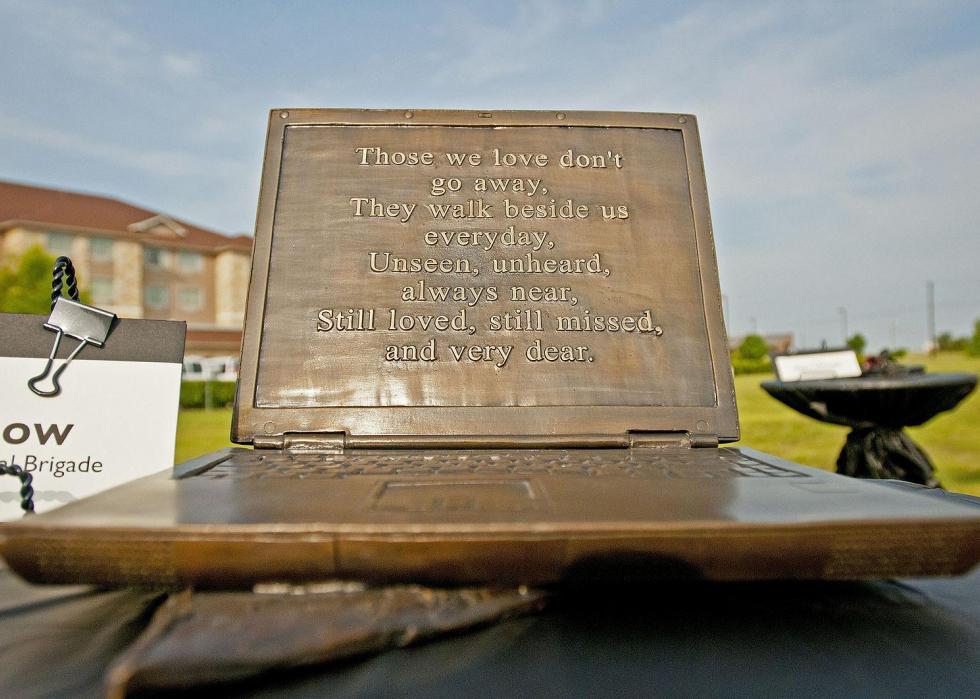 Those we love don't
go away,
They walk beside us
everyday,
Unseen, unheard,
always near,
Still loved, still missed,
and very dear.
ow
al Brigade